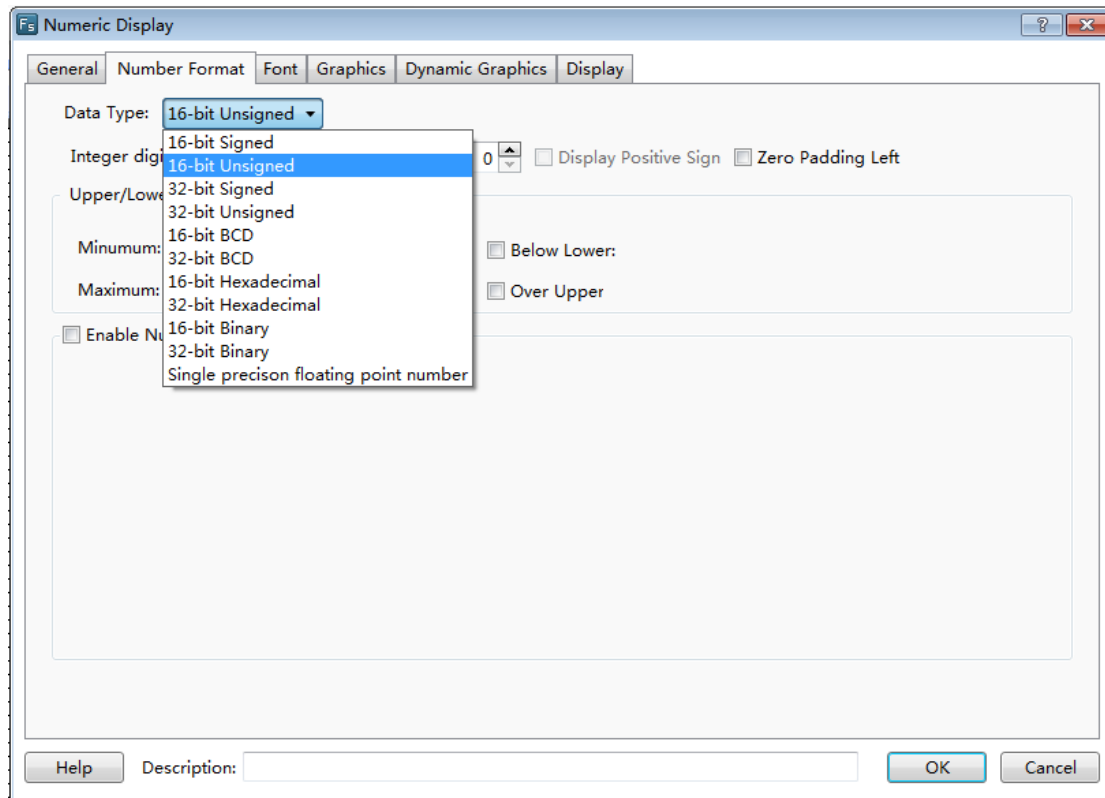 Fs Numeric Display
General Number Format Font Graphics Dynamic Graphics Display
Data Type: 16-bit Unsigned
16-bit Signed
Integer digi 0 Display Positive Sign Zero Padding Left
16-bit Unsigned
32-bit Signed
Upper/Lowe
32-bit Unsigned
16-bit BCD
Minumum: Below Lower:
32-bit BCD
16-bit Hexadecimal
Maximum: Over Upper
32-bit Hexadecimal
16-bit Binary
Enable Nu
32-bit Binary
Single precison floating point number
Help Description: OK Cancel